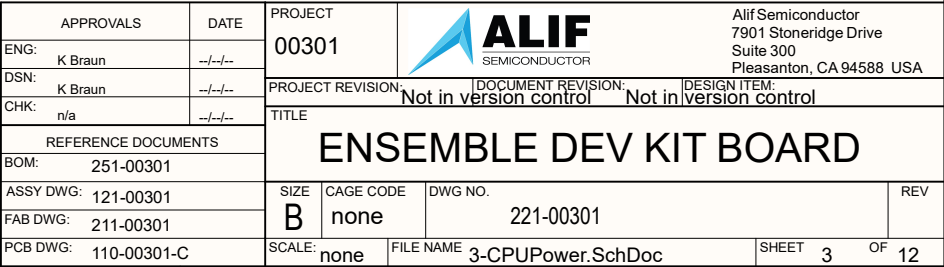 APPROVALS DATE
ENG: K Braun --/--/--
DSN: K Braun --/--/--
CHK: n/a --/--/--
REFERENCE DOCUMENTS
BOM: 251-00301
ASSY DWG: 121-00301
FAB DWG: 211-00301
PCB DWG: 110-00301-C
PROJECT
00301
ALIF
SEMICONDUCTOR
Alif Semiconductor
7901 Stoneridge Drive
Suite 300
Pleasanton, CA 94588 USA
PROJECT REVISION: DOCUMENT REVISION: DESIGN ITEM:
Not in version control Not in version control
TITLE
ENSEMBLE DEV KIT BOARD
SIZE CAGE CODE DWG NO. REV
B none 221-00301
SCALE: none FILE NAME 3-CPUPower.SchDoc SHEET 3 OF 12